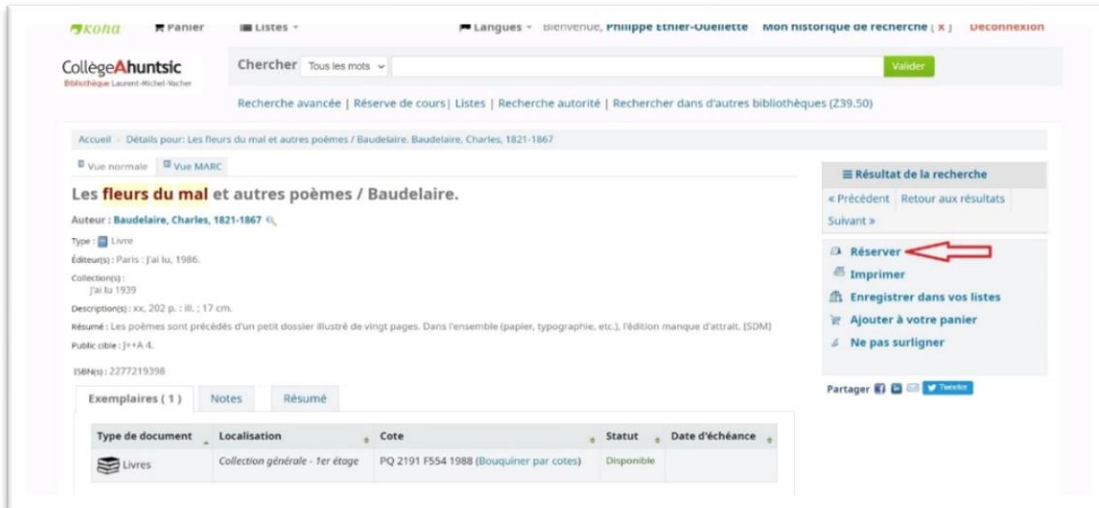 koha Panier Listes Langues Bienvenue, Philippe Ethier-Ouellette Mon historique de recherche [ x ] Déconnexion
CollègeAhuntsic
Bibliothèque Laurent-Michel-Vacher
Chercher Tous les mots Valider
Recherche avancée | Réserve de cours| Listes | Recherche autorité | Rechercher dans d'autres bibliothèques (Z39.50)
Accueil › Détails pour: Les fleurs du mal et autres poèmes / Baudelaire. Baudelaire, Charles, 1821-1867
Vue normale Vue MARC
Les fleurs du mal et autres poèmes / Baudelaire.
Auteur : Baudelaire, Charles, 1821-1867
Type : Livre
Éditeur(s) : Paris : J'ai lu, 1986.
Collection(s) :
J'ai lu 1939
Description(s) : xx, 202 p. : ill. ; 17 cm.
Résumé : Les poèmes sont précédés d'un petit dossier illustré de vingt pages. Dans l'ensemble (papier, typographie, etc.), l'édition manque d'attrait. [SDM]
Public cible : J++A 4.
ISBN(s) : 2277219398
Exemplaires ( 1 ) Notes Résumé
Type de document Localisation Cote Statut Date d'échéance
Livres Collection générale - 1er étage PQ 2191 F554 1988 (Bouquiner par cotes) Disponible
Résultat de la recherche
« Précédent Retour aux résultats
Suivant »
Réserver
Imprimer
Enregistrer dans vos listes
Ajouter à votre panier
Ne pas surligner
Partager Tweeter